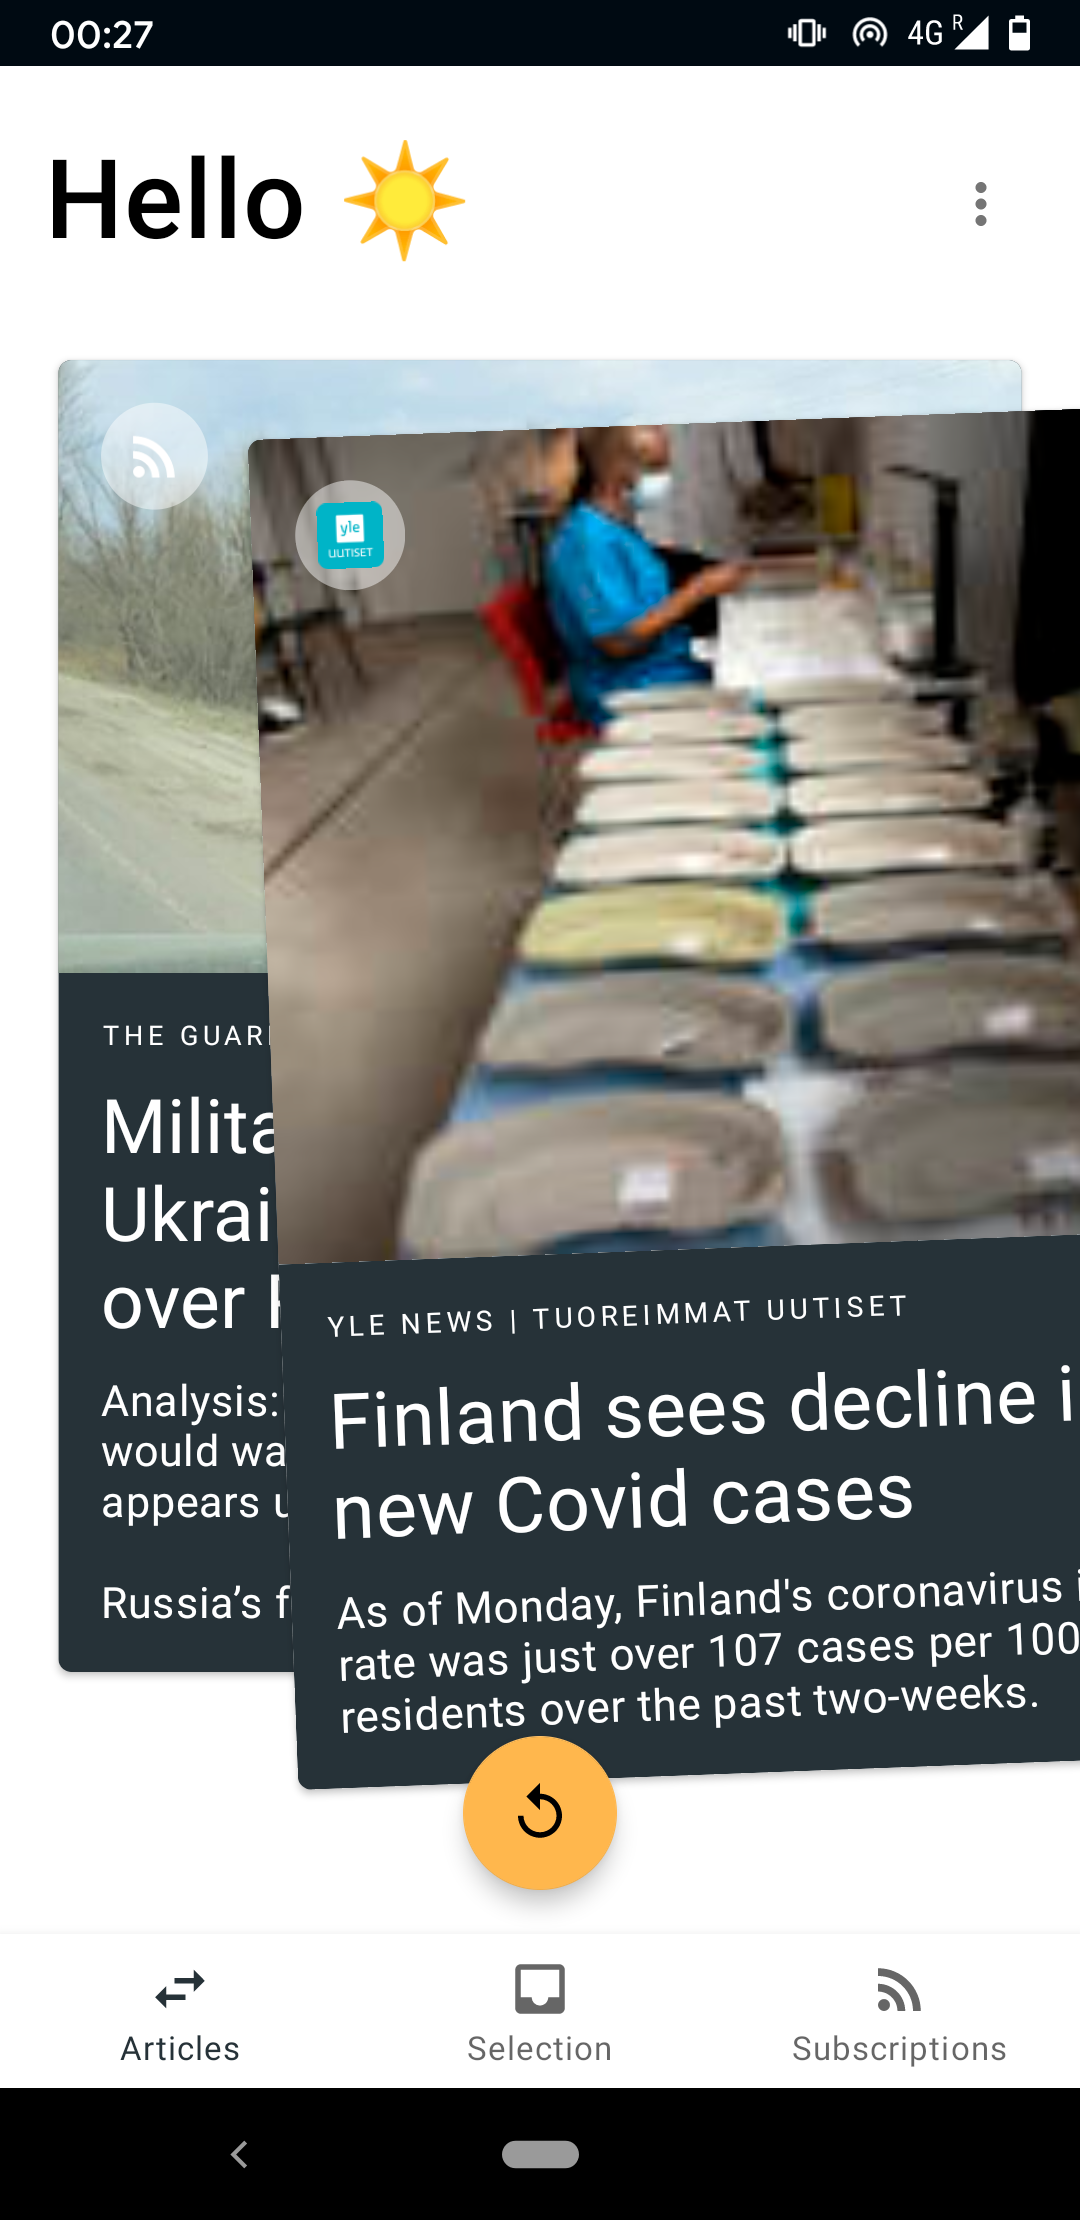 00:27
4G R
Hello
yle
UUTISET
THE GUAR
Milita
Ukrai
over
Analysis:
would wa
appears u
Russia’s f
YLE NEWS | TUOREIMMAT UUTISET
Finland sees decline i
new Covid cases
As of Monday, Finland's coronavirus i
rate was just over 107 cases per 100
residents over the past two-weeks.
Articles
Selection
Subscriptions